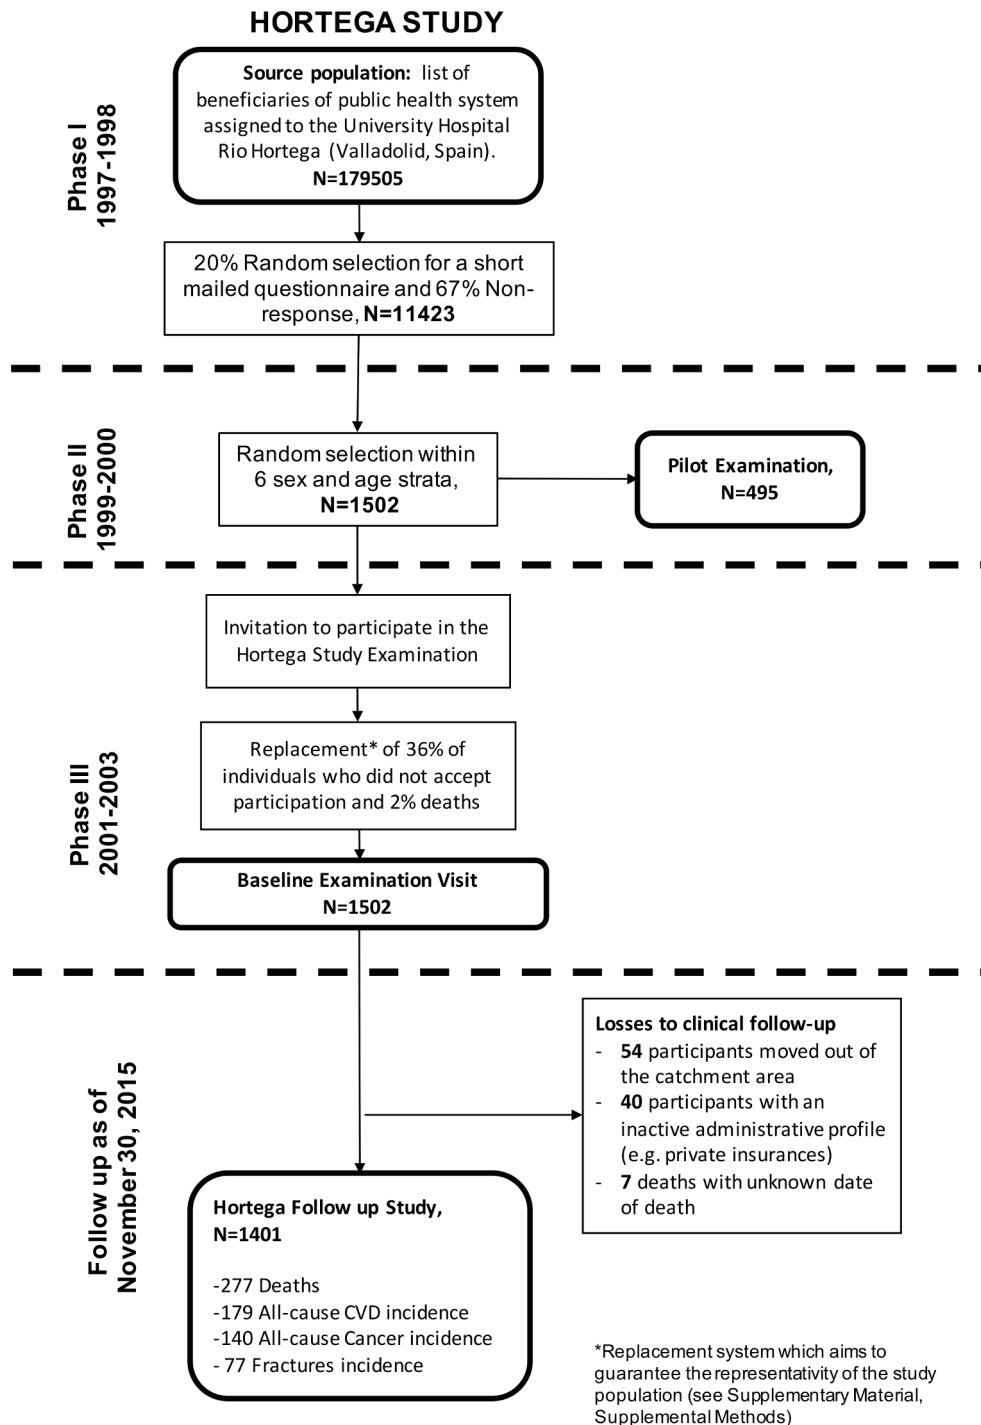 HORTEGA STUDY
Phase I
1997-1998
Source population: list of
beneficiaries of public health system
assigned to the University Hospital
Rio Hortega (Valladolid, Spain).
N=179505
20% Random selection for a short
mailed questionnaire and 67% Non-
response, N=11423
Phase II
1999-2000
Random selection within
6 sex and age strata,
N=1502
Pilot Examination,
N=495
Phase III
2001-2003
Invitation to participate in the
Hortega Study Examination
Replacement* of 36% of
individuals who did not accept
participation and 2% deaths
Baseline Examination Visit
N=1502
Follow up as of
November 30, 2015
Losses to clinical follow-up
- 54 participants moved out of
the catchment area
- 40 participants with an
inactive administrative profile
(e.g. private insurances)
- 7 deaths with unknown date
of death
Hortega Follow up Study,
N=1401
-277 Deaths
-179 All-cause CVD incidence
-140 All-cause Cancer incidence
- 77 Fractures incidence
*Replacement system which aims to
guarantee the representativity of the study
population (see Supplementary Material,
Supplemental Methods)